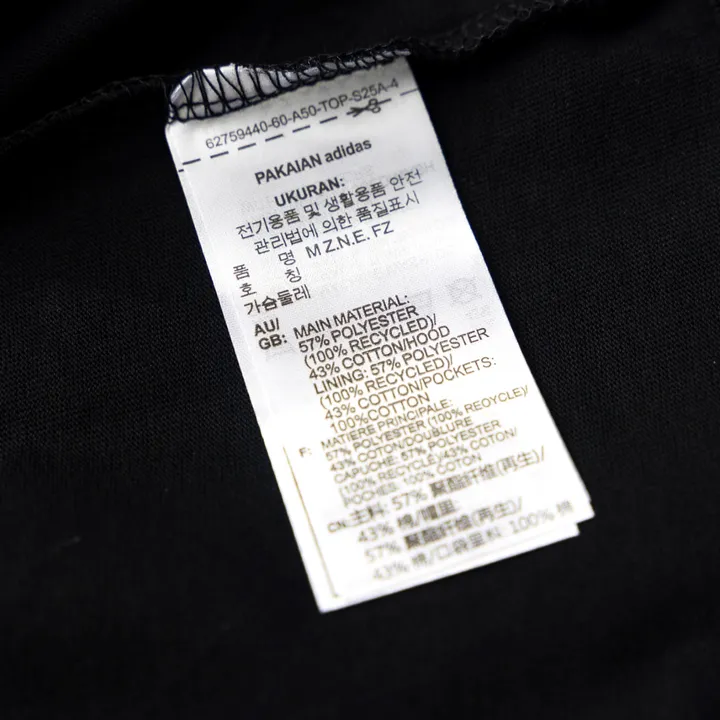 62759440-60-A50-TOP-S25A-4
PAKAIAN adidas
UKURAN:
전기용품 및 생활용품 안전
관리법에 의한 품질표시
품 명 M Z.N.E. FZ
호 칭
가슴둘레
AU/
GB: MAIN MATERIAL:
57% POLYESTER
(100% RECYCLED)/
43% COTTON/HOOD
LINING: 57% POLYESTER
(100% RECYCLED)/
43% COTTON/POCKETS:
100%COTTON
F: MATIÈRE PRINCIPALE:
57% POLYESTER (100% RECYCLE)/
43% COTON/DOUBLURE
CAPUCHE: 57% POLYESTER
(100% RECYCLE)/43% COTON/
POCHES: 100% COTON
CN: 主料: 57% 聚酯纤维(再生)/
43% 棉/帽里:
57% 聚酯纤维(再生)/
43% 棉/口袋里料: 100% 棉